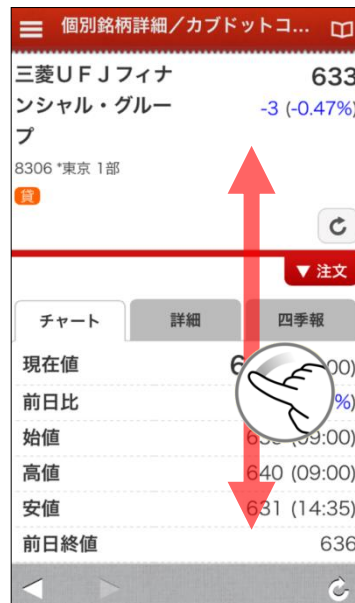 個別銘柄詳細／カブドットコ...
三菱ＵＦＪフィナ
ンシャル・グルー
プ
633
-3 (-0.47%)
8306 *東京 1部
貸
▼ 注文
チャート
詳細
四季報
現在値
前日比
始値
高値 640 (09:00)
安値 631 (14:35)
前日終値 636